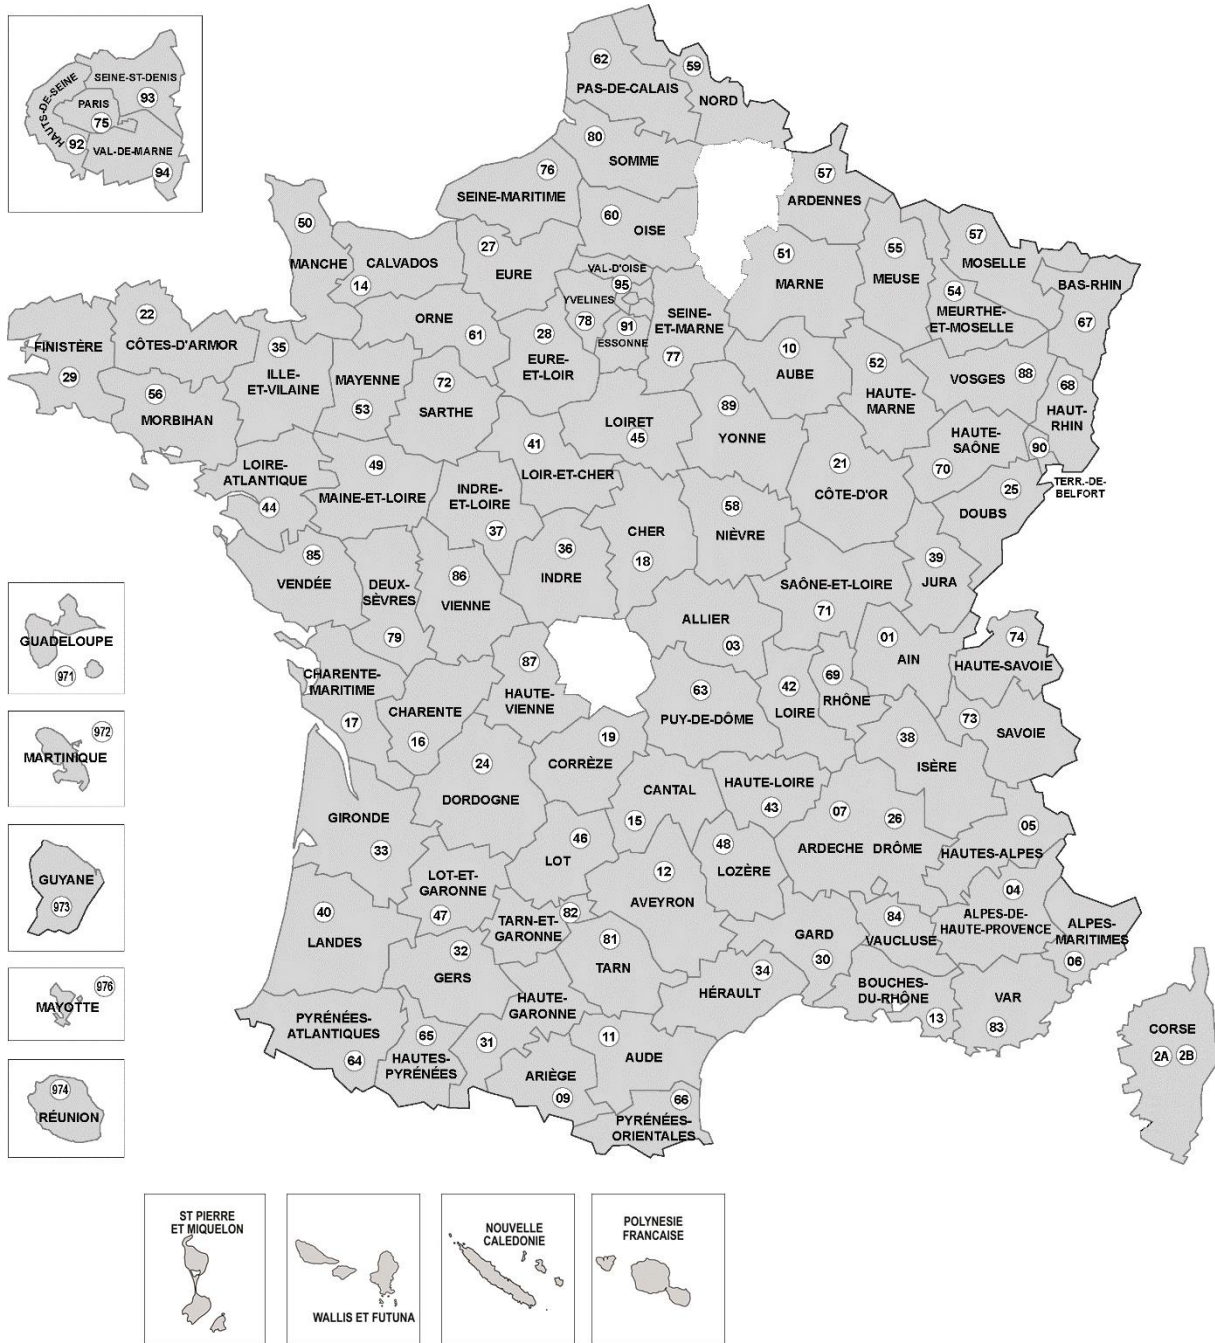 SEINE-ST-DENIS
93
HAUTS-DE-SEINE
PARIS
75
92
VAL-DE-MARNE
94
62
PAS-DE-CALAIS
59
NORD
80
SOMME
76
SEINE-MARITIME
57
ARDENNES
60
OISE
50
MANCHE
CALVADOS
14
27
EURE
VAL-D'OISE
95
YVELINES
78
91
ESSONNE
SEINE-
ET-MARNE
77
51
MARNE
55
MEUSE
57
MOSELLE
54
MEURTHE-
ET-MOSELLE
BAS-RHIN
67
22
CÔTES-D'ARMOR
FINISTÈRE
29
56
MORBIHAN
35
ILLE-
ET-VILAINE
ORNE
61
MAYENNE
53
72
SARTHE
28
EURE-
ET-LOIR
10
AUBE
52
HAUTE-
MARNE
VOSGES
88
68
HAUT-
RHIN
LOIRET
45
89
YONNE
41
LOIR-ET-CHER
HAUTE-
SAÔNE
70
90
TERR.-DE-
BELFORT
LOIRE-
ATLANTIQUE
44
49
MAINE-ET-LOIRE
INDRE-
ET-LOIRE
37
21
CÔTE-D'OR
25
DOUBS
58
NIÈVRE
CHER
18
36
INDRE
85
VENDÉE
DEUX-
SÈVRES
79
86
VIENNE
39
JURA
SAÔNE-ET-LOIRE
71
ALLIER
03
01
AIN
74
HAUTE-SAVOIE
GUADELOUPE
971
CHARENTE-
MARITIME
17
CHARENTE
16
87
HAUTE-
VIENNE
63
PUY-DE-DÔME
42
LOIRE
69
RHÔNE
73
SAVOIE
972
MARTINIQUE
24
DORDOGNE
19
CORRÈZE
38
ISÈRE
CANTAL
15
HAUTE-LOIRE
43
07
ARDECHE
26
DRÔME
05
HAUTES-ALPES
GIRONDE
33
46
LOT
48
LOZÈRE
GUYANE
973
LOT-ET-
GARONNE
47
12
AVEYRON
04
ALPES-DE-
HAUTE-PROVENCE
40
LANDES
82
TARN-ET-
GARONNE
84
VAUCLUSE
ALPES-
MARITIMES
06
32
GERS
81
TARN
GARD
30
34
HÉRAULT
BOUCHES-
DU-RHÔNE
13
VAR
83
976
MAYOTTE
HAUTE-
GARONNE
31
PYRÉNÉES-
ATLANTIQUES
64
65
HAUTES-
PYRÉNÉES
11
AUDE
ARIÈGE
09
66
PYRÉNÉES-
ORIENTALES
CORSE
2A
2B
974
RÉUNION
ST PIERRE
ET MIQUELON
WALLIS ET FUTUNA
NOUVELLE
CALEDONIE
POLYNESIE
FRANCAISE